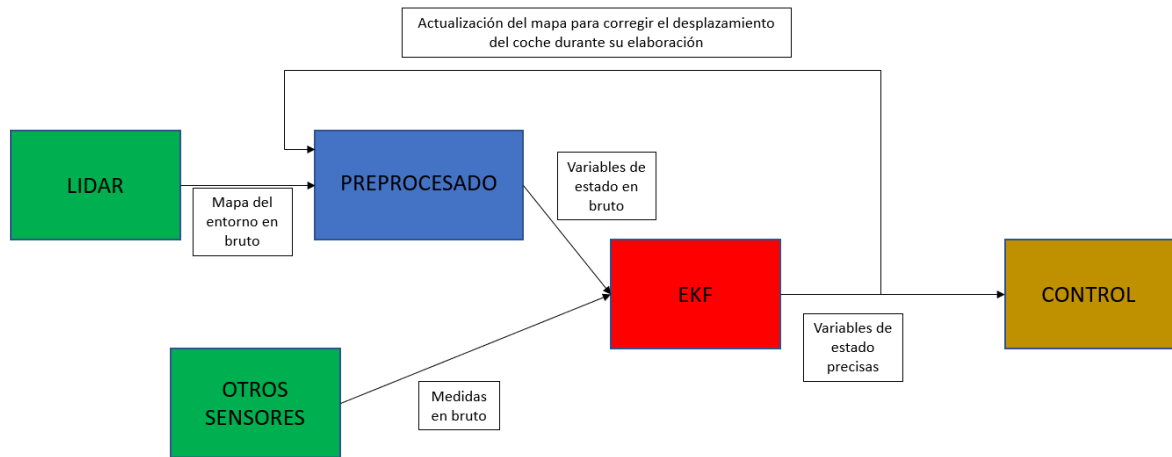 Actualización del mapa para corregir el desplazamiento
del coche durante su elaboración
LIDAR
Mapa del
entorno en
bruto
PREPROCESADO
Variables de
estado en
bruto
EKF
Variables de
estado
precisas
CONTROL
OTROS
SENSORES
Medidas
en bruto